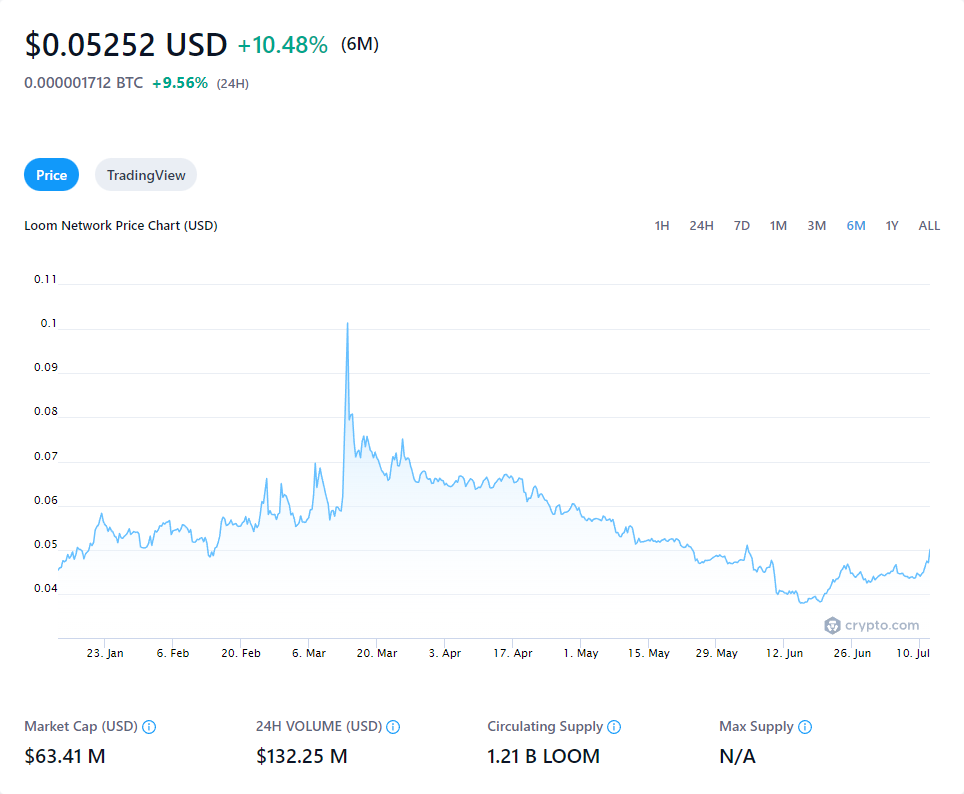 $0.05252 USD +10.48% (6M)
0.000001712 BTC +9.56% (24H)
Price TradingView
Loom Network Price Chart (USD) 1H 24H 7D 1M 3M 6M 1Y ALL
0.11
0.1
0.09
0.08
0.07
0.06
0.05
0.04
crypto.com
23. Jan 6. Feb 20. Feb 6. Mar 20. Mar 3. Apr 17. Apr 1. May 15. May 29. May 12. Jun 26. Jun 10. Jul
Market Cap (USD) 24H VOLUME (USD) Circulating Supply Max Supply
$63.41 M $132.25 M 1.21 B LOOM N/A